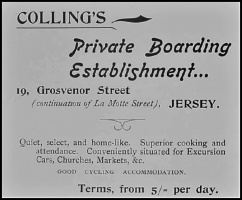 COLLING'S
Private Boarding
Establishment...
19, Grosvenor Street
(continuation of La Motte Street), JERSEY.
Quiet, select, and home-like. Superior cooking and
attendance. Conveniently situated for Excursion
Cars, Churches, Markets, &c.
GOOD CYCLING ACCOMMODATION.
Terms, from 5/= per day.